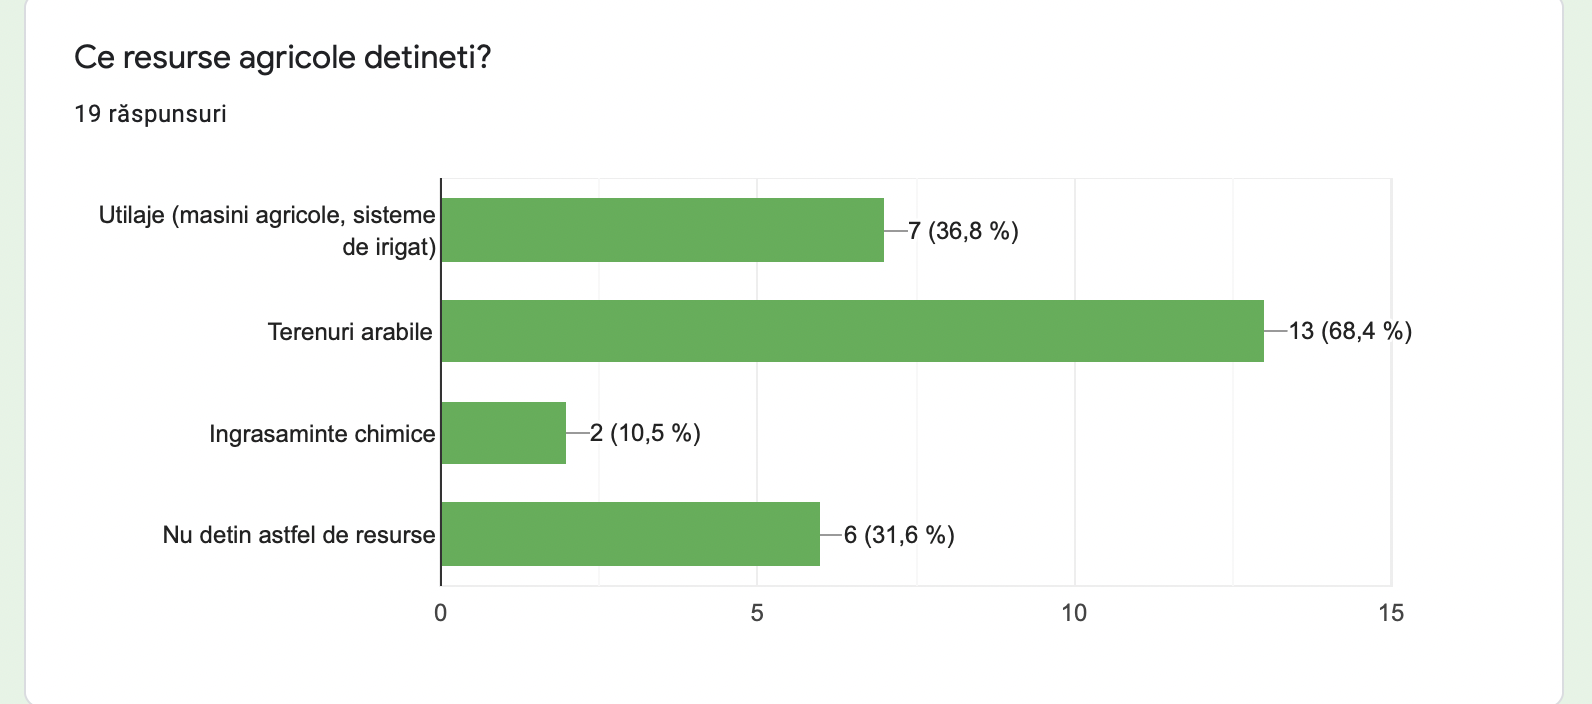 Ce resurse agricole detineti?
19 răspunsuri
Utilaje (masini agricole, sisteme
de irigat)
7 (36,8 %)
Terenuri arabile
13 (68,4 %)
Ingrasaminte chimice
2 (10,5 %)
Nu detin astfel de resurse
6 (31,6 %)
0 5 10 15